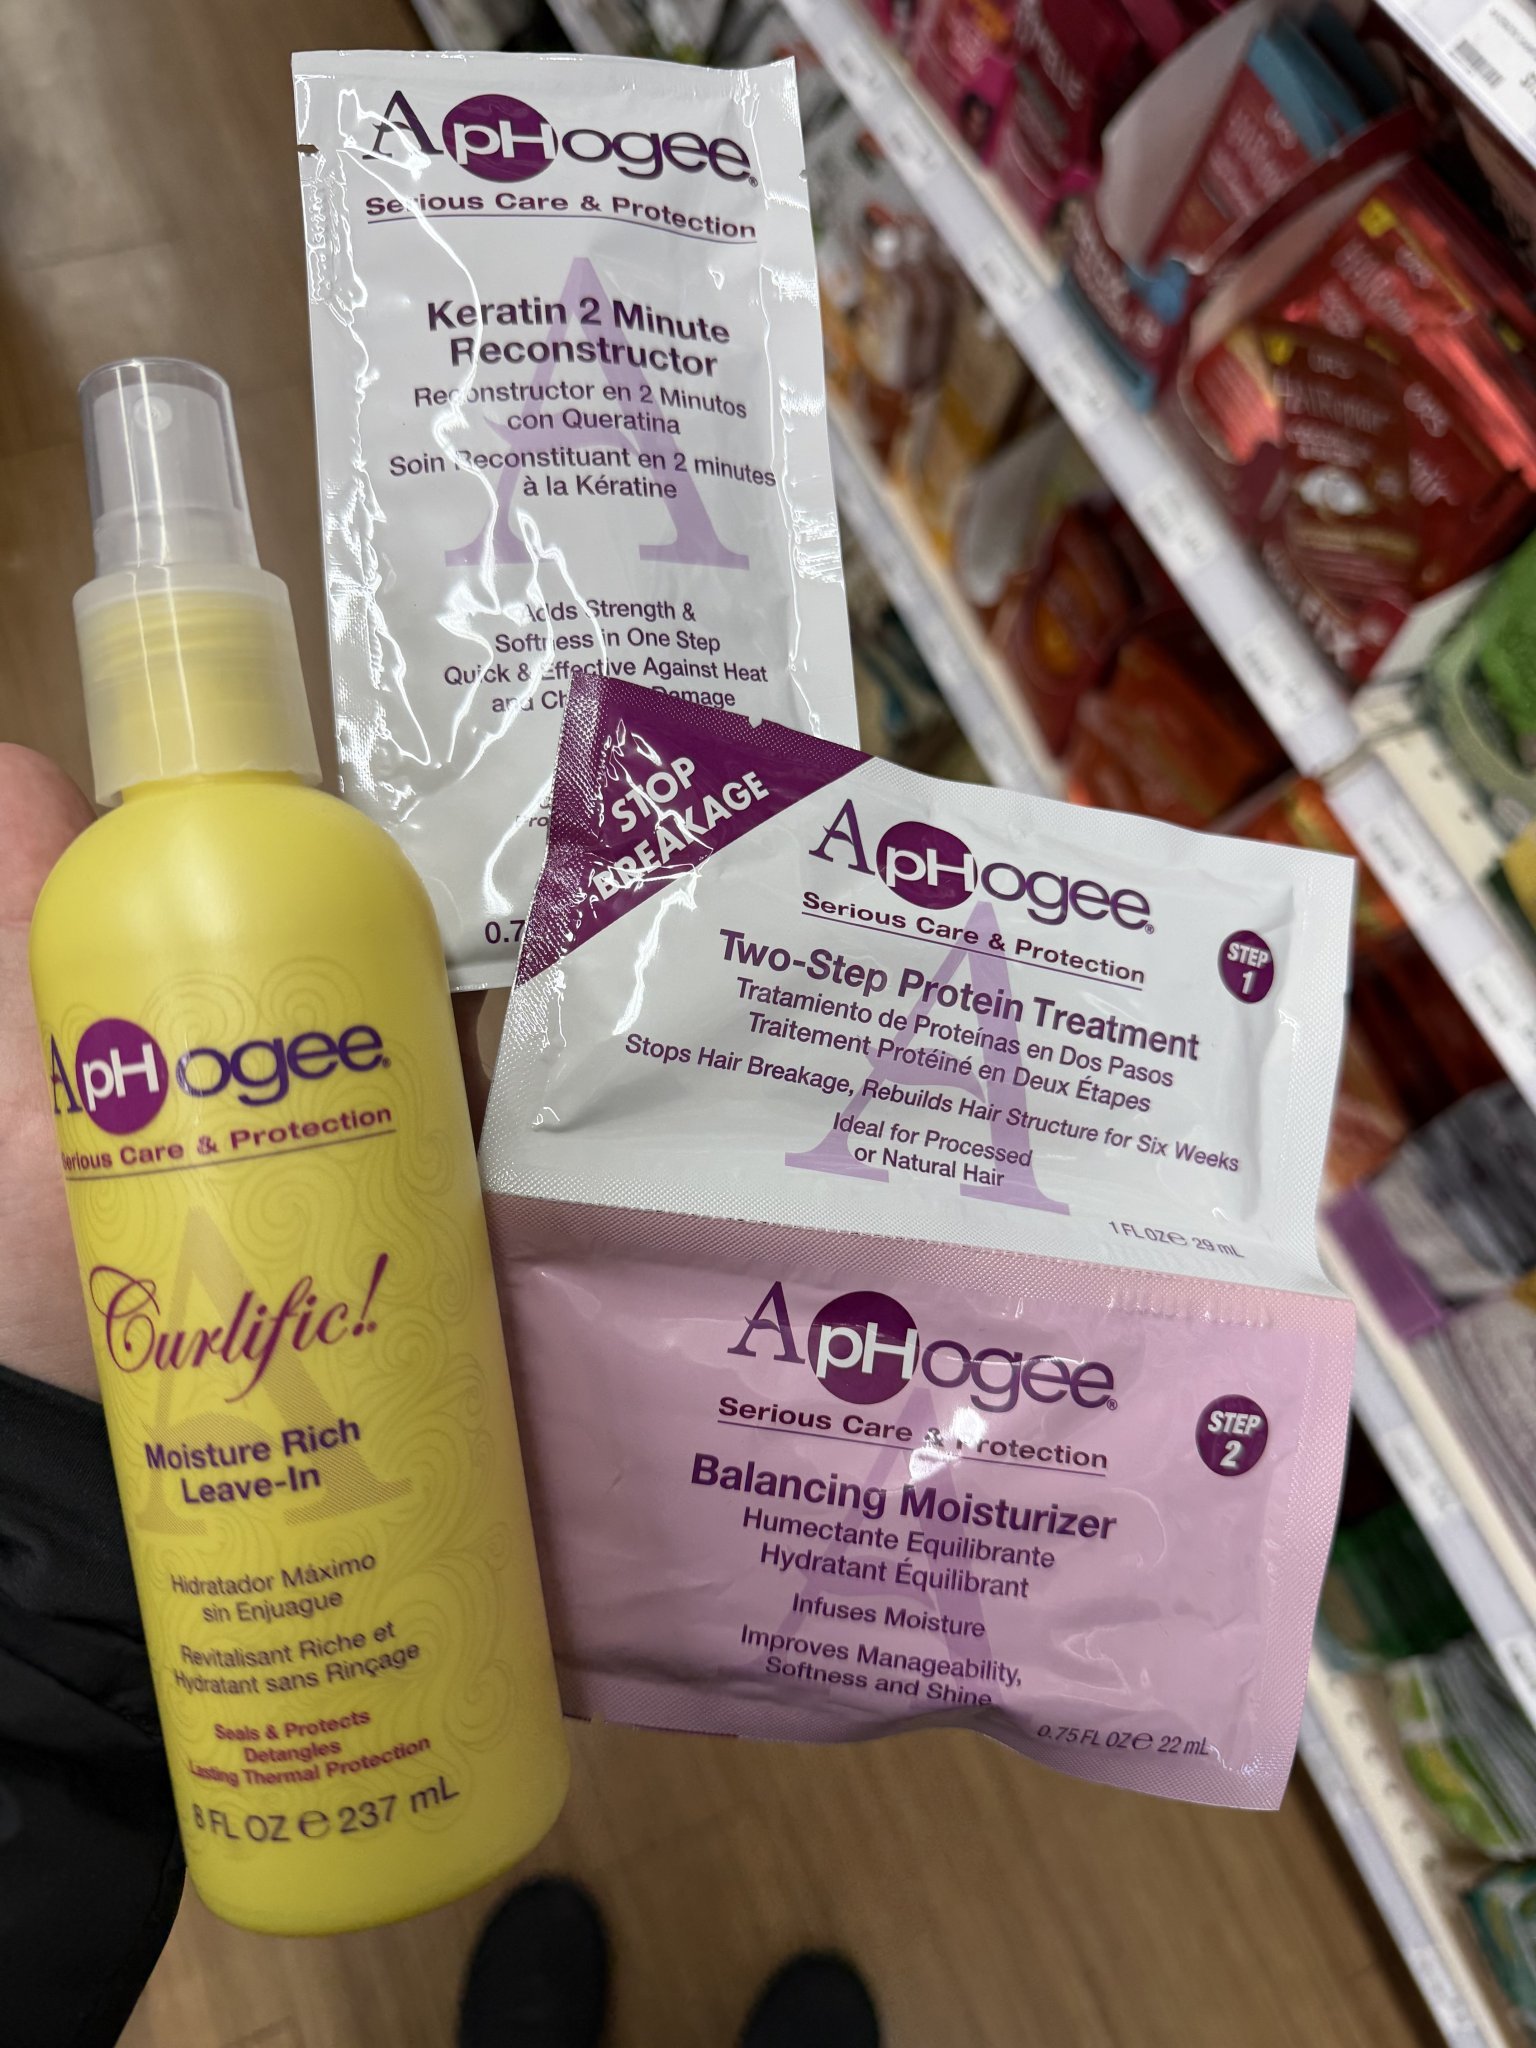 ApHogee®
Serious Care & Protection
Keratin 2 Minute
Reconstructor
Reconstructor en 2 Minutos
con Queratina
Soin Reconstituant en 2 minutes
à la Kératine
Adds Strength &
Softness in One Step
Quick & Effective Against Heat
and Damage
0.7
STOP
BREAKAGE
ApHogee®
Serious Care & Protection
STEP
1
Two-Step Protein Treatment
Tratamiento de Proteínas en Dos Pasos
Traitement Protéiné en Deux Étapes
Stops Hair Breakage, Rebuilds Hair Structure for Six Weeks
Ideal for Processed
or Natural Hair
1 FL OZ ℮ 29 mL
ApHogee®
Serious Care & Protection
STEP
2
Balancing Moisturizer
Humectante Equilibrante
Hydratant Équilibrant
Infuses Moisture
Improves Manageability,
Softness and Shine
0.75 FL OZ ℮ 22 mL
ApHogee®
Serious Care & Protection
Curlific!
Moisture Rich
Leave-In
Hidratador Máximo
sin Enjuague
Revitalisant Riche et
Hydratant sans Rinçage
Seals & Protects
Detangles
Lasting Thermal Protection
8 FL OZ ℮ 237 mL